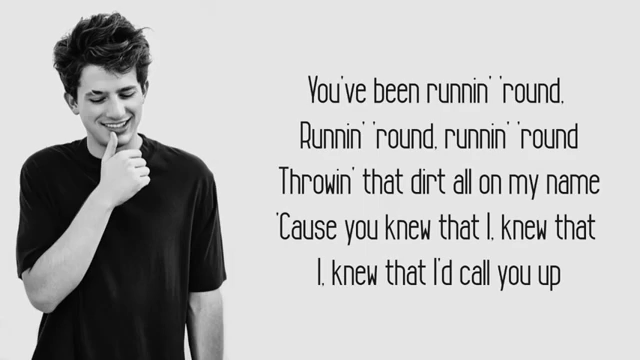 You've been runnin' 'round,
Runnin' 'round, runnin' 'round
Throwin' that dirt all on my name
'Cause you knew that I, knew that
I, knew that I'd call you up